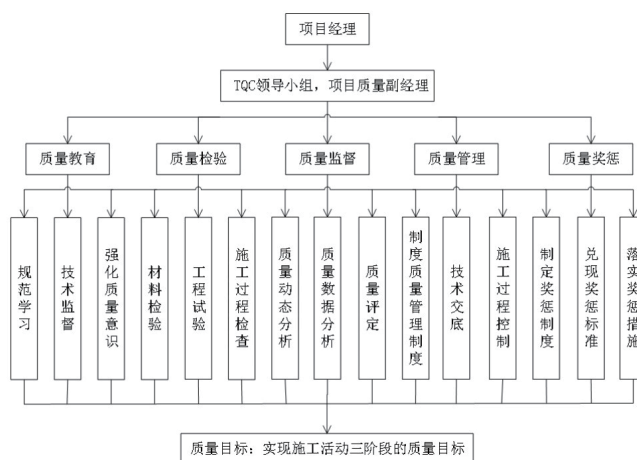 项目经理
TQC领导小组，项目质量副经理
质量教育
质量检验
质量监督
质量管理
质量奖惩
规范学习
技术监督
强化质量意识
材料检验
工程试验
施工过程检查
质量动态分析
质量数据分析
质量评定
制度质量管理制度
技术交底
施工过程控制
制定奖惩制度
兑现奖惩标准
落实奖惩措施
质量目标：实现施工活动三阶段的质量目标